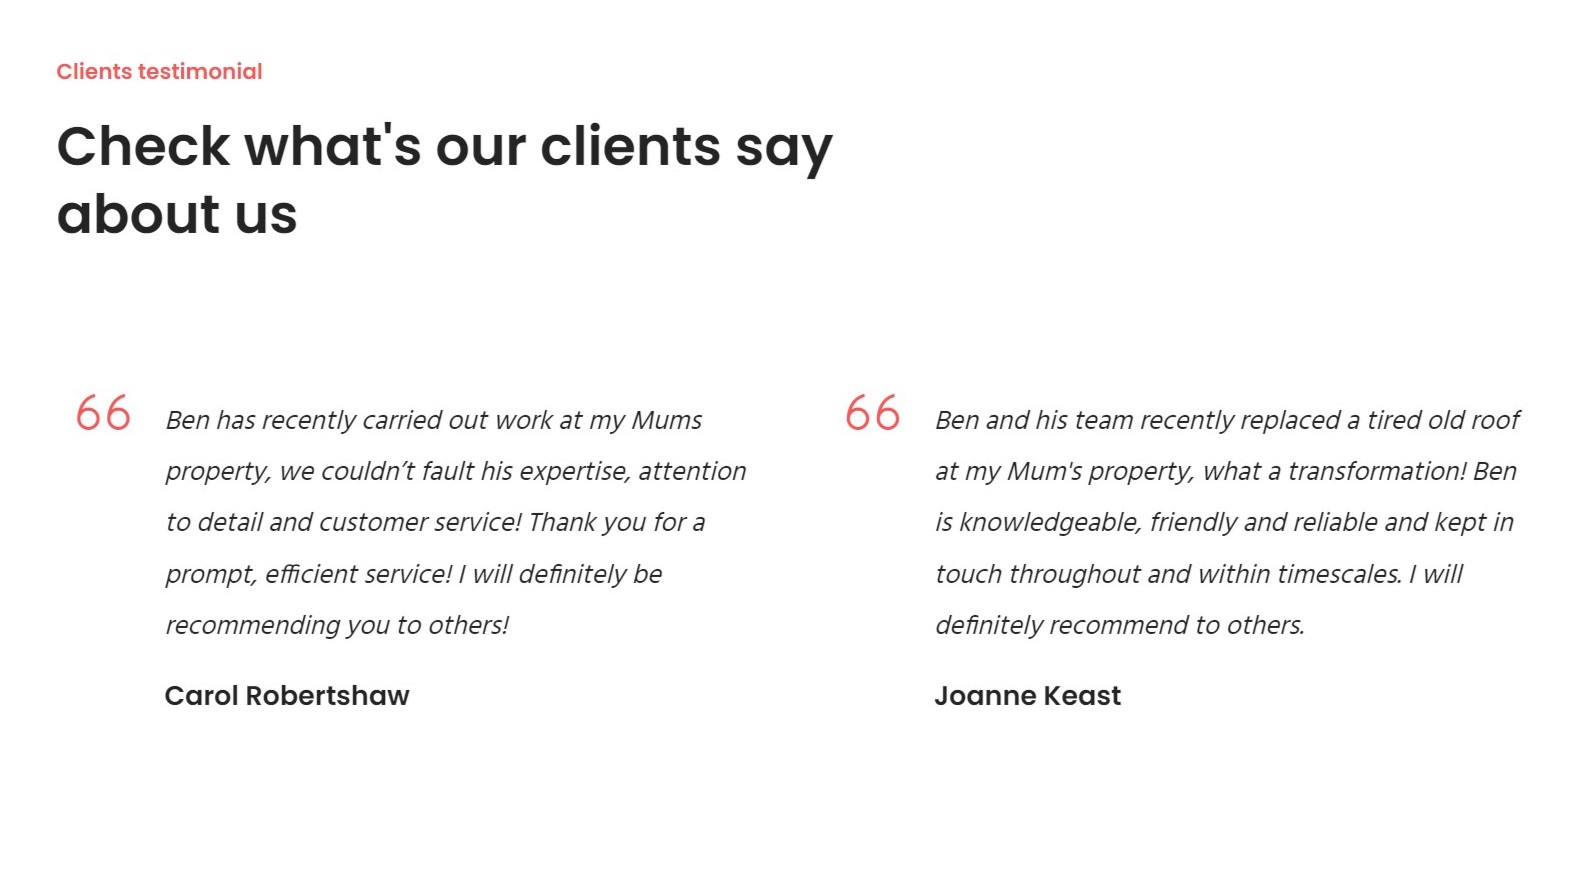 Clients testimonial
Check what's our clients say
about us
Ben has recently carried out work at my Mums
property, we couldn’t fault his expertise, attention
to detail and customer service! Thank you for a
prompt, efficient service! I will definitely be
recommending you to others!
Carol Robertshaw
Ben and his team recently replaced a tired old roof
at my Mum's property, what a transformation! Ben
is knowledgeable, friendly and reliable and kept in
touch throughout and within timescales. I will
definitely recommend to others.
Joanne Keast